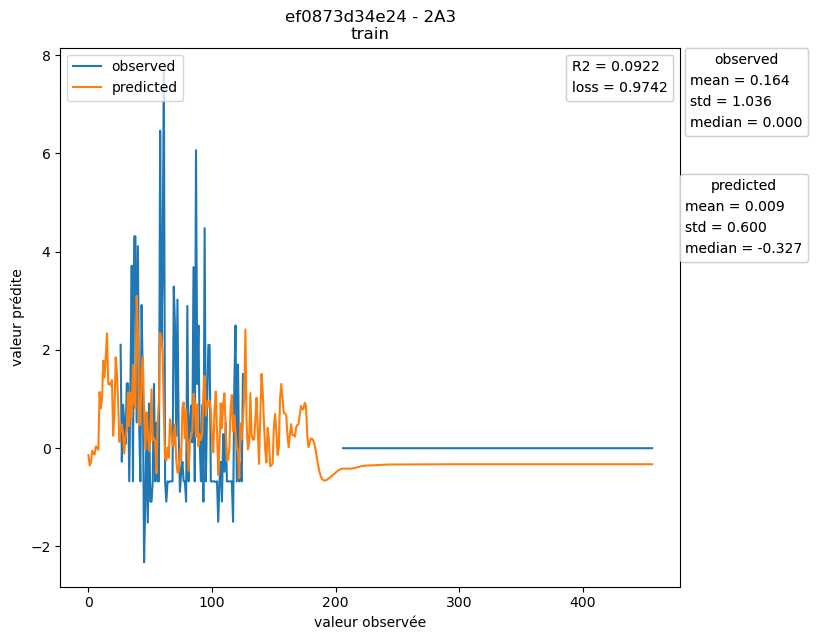 ef0873d34e24 - 2A3
train
observed
predicted
R2 = 0.0922
loss = 0.9742
observed
mean = 0.164
std = 1.036
median = 0.000
predicted
mean = 0.009
std = 0.600
median = -0.327
valeur prédite
8
6
4
2
0
−2
0
100
200
300
400
valeur observée